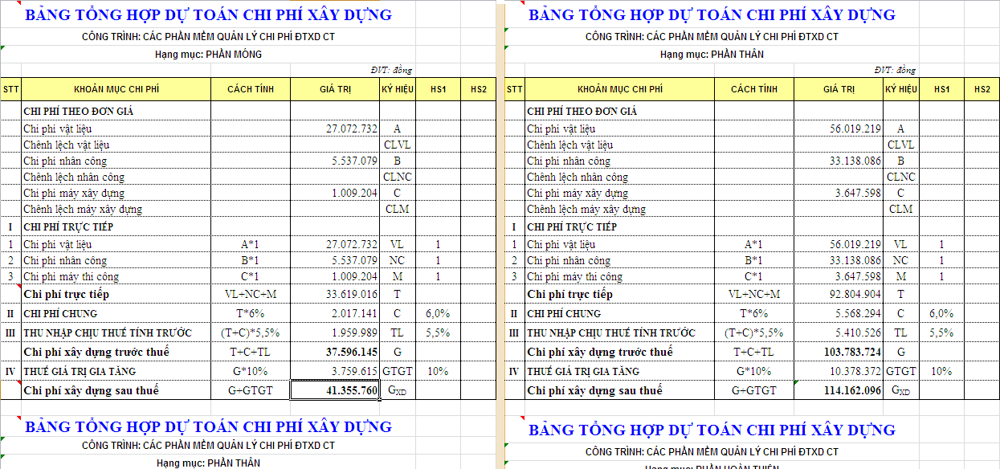 BẢNG TỔNG HỢP DỰ TOÁN CHI PHÍ XÂY DỰNG
CÔNG TRÌNH: CÁC PHẦN MỀM QUẢN LÝ CHI PHÍ ĐTXD CT
Hạng mục: PHẦN MÓNG
ĐVT: đồng
STT KHOẢN MỤC CHI PHÍ CÁCH TÍNH GIÁ TRỊ KÝ HIỆU HS1 HS2
CHI PHÍ THEO ĐƠN GIÁ
Chi phí vật liệu 27.072.732 A
Chênh lệch vật liệu CLVL
Chi phí nhân công 5.537.079 B
Chênh lệch nhân công CLNC
Chi phí máy xây dựng 1.009.204 C
Chênh lệch máy xây dựng CLM
I CHI PHÍ TRỰC TIẾP
1 Chi phí vật liệu A*1 27.072.732 VL 1
2 Chi phí nhân công B*1 5.537.079 NC 1
3 Chi phí máy thi công C*1 1.009.204 M 1
Chi phí trực tiếp VL+NC+M 33.619.016 T
II CHI PHÍ CHUNG T*6% 2.017.141 C 6,0%
III THU NHẬP CHỊU THUẾ TÍNH TRƯỚC (T+C)*5,5% 1.959.989 TL 5,5%
Chi phí xây dựng trước thuế T+C+TL 37.596.145 G
IV THUẾ GIÁ TRỊ GIA TĂNG G*10% 3.759.615 GTGT 10%
Chi phí xây dựng sau thuế G+GTGT 41.355.760 GXD
BẢNG TỔNG HỢP DỰ TOÁN CHI PHÍ XÂY DỰNG
CÔNG TRÌNH: CÁC PHẦN MỀM QUẢN LÝ CHI PHÍ ĐTXD CT
Hạng mục: PHẦN THÂN
BẢNG TỔNG HỢP DỰ TOÁN CHI PHÍ XÂY DỰNG
CÔNG TRÌNH: CÁC PHẦN MỀM QUẢN LÝ CHI PHÍ ĐTXD CT
Hạng mục: PHẦN THÂN
ĐVT: đồng
STT KHOẢN MỤC CHI PHÍ CÁCH TÍNH GIÁ TRỊ KÝ HIỆU HS1 HS2
CHI PHÍ THEO ĐƠN GIÁ
Chi phí vật liệu 56.019.219 A
Chênh lệch vật liệu CLVL
Chi phí nhân công 33.138.086 B
Chênh lệch nhân công CLNC
Chi phí máy xây dựng 3.647.598 C
Chênh lệch máy xây dựng CLM
I CHI PHÍ TRỰC TIẾP
1 Chi phí vật liệu A*1 56.019.219 VL 1
2 Chi phí nhân công B*1 33.138.086 NC 1
3 Chi phí máy thi công C*1 3.647.598 M 1
Chi phí trực tiếp VL+NC+M 92.804.904 T
II CHI PHÍ CHUNG T*6% 5.568.294 C 6,0%
III THU NHẬP CHỊU THUẾ TÍNH TRƯỚC (T+C)*5,5% 5.410.526 TL 5,5%
Chi phí xây dựng trước thuế T+C+TL 103.783.724 G
IV THUẾ GIÁ TRỊ GIA TĂNG G*10% 10.378.372 GTGT 10%
Chi phí xây dựng sau thuế G+GTGT 114.162.096 GXD
BẢNG TỔNG HỢP DỰ TOÁN CHI PHÍ XÂY DỰNG
CÔNG TRÌNH: CÁC PHẦN MỀM QUẢN LÝ CHI PHÍ ĐTXD CT
Hạng mục: PHẦN HOÀN THIỆN